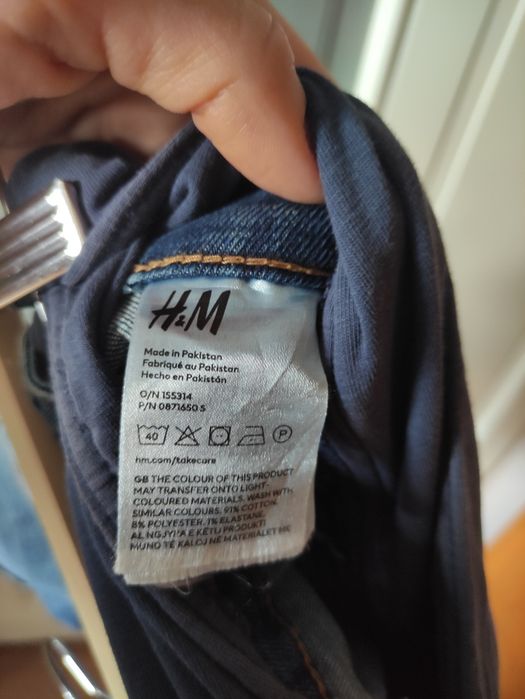 H&M
Made in Pakistan
Fabriqué au Pakistan
Hecho en Pakistán
O/N 155314
P/N 0871650 5
40 P
hm.com/takecare
GB THE COLOUR OF THIS PRODUCT
MAY TRANSFER ONTO LIGHT-
COLOURED MATERIALS. WASH WITH
SIMILAR COLOURS. 91% COTTON,
8% POLYESTER, 1% ELASTANE.
AL NGJYRA E KËTIJ PRODUKTI
MUND TË KALOJ NË MATERIALET ME